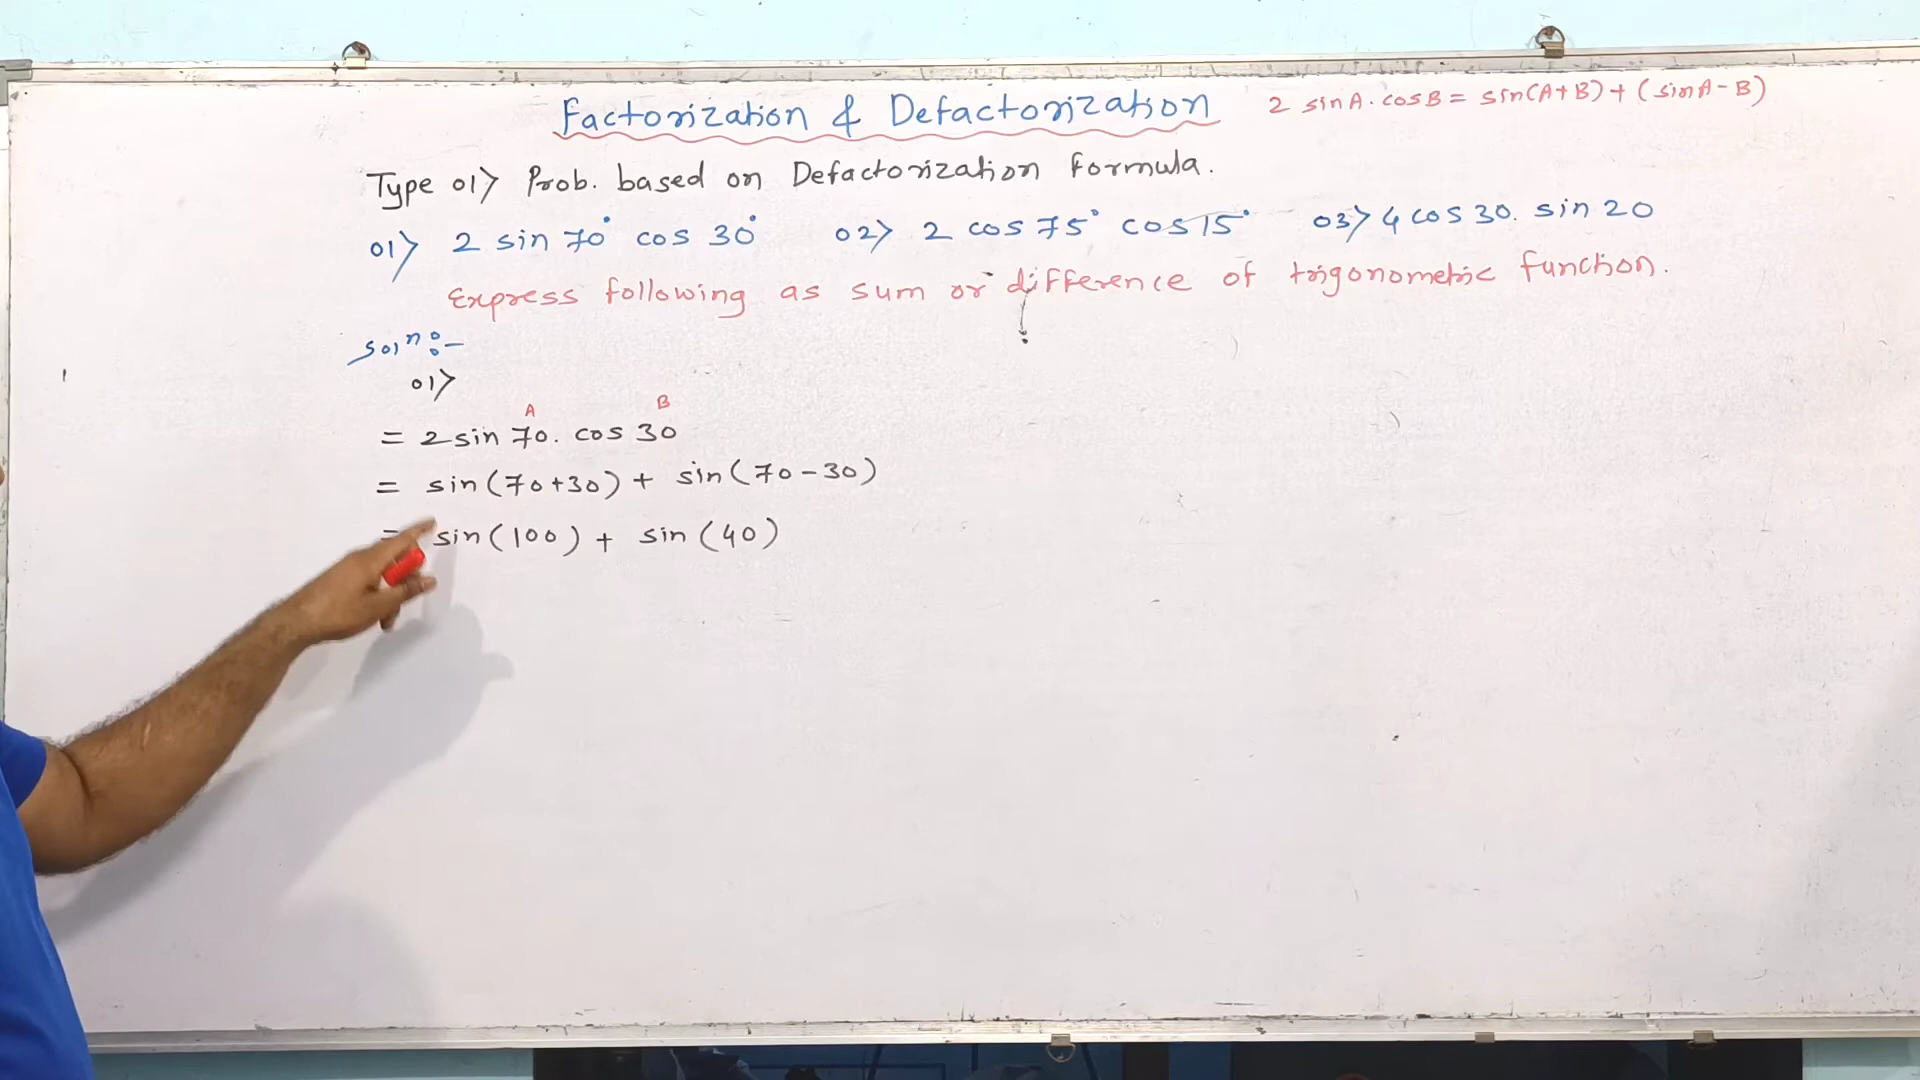 Factorization & Defactorization
2 sinA. cosB = sin(A+B) + (sinA-B)
Type 01> Prob. based on Defactorization formula.
01> 2 sin 70° cos 30° 02> 2 cos 75° cos 15° 03> 4 cos 30. sin 20
Express following as sum or difference of trigonometric function.
Soln:-
01>
A B
= 2 sin 70. cos 30
= sin(70+30) + sin(70-30)
= sin(100) + sin(40)